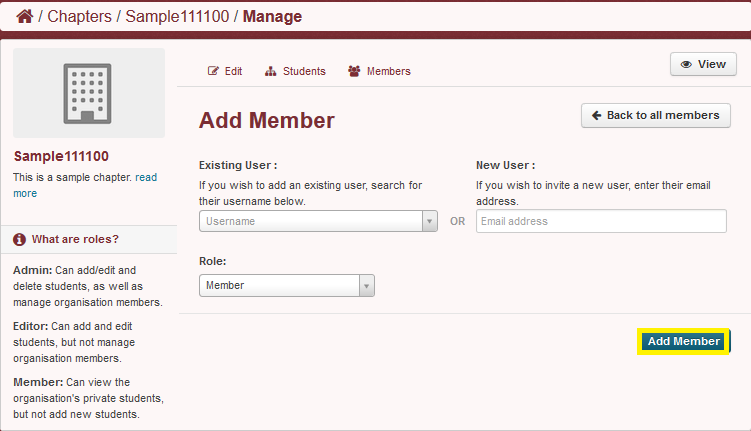 / Chapters / Sample111100 / Manage
Edit
Students
Members
View
Add Member
Back to all members
Sample111100
This is a sample chapter. read
more
Existing User :
If you wish to add an existing user, search for
their username below.
Username
OR
New User :
If you wish to invite a new user, enter their email
address.
Email address
Role:
Member
What are roles?
Admin: Can add/edit and
delete students, as well as
manage organisation members.
Editor: Can add and edit
students, but not manage
organisation members.
Member: Can view the
organisation's private students,
but not add new students.
Add Member